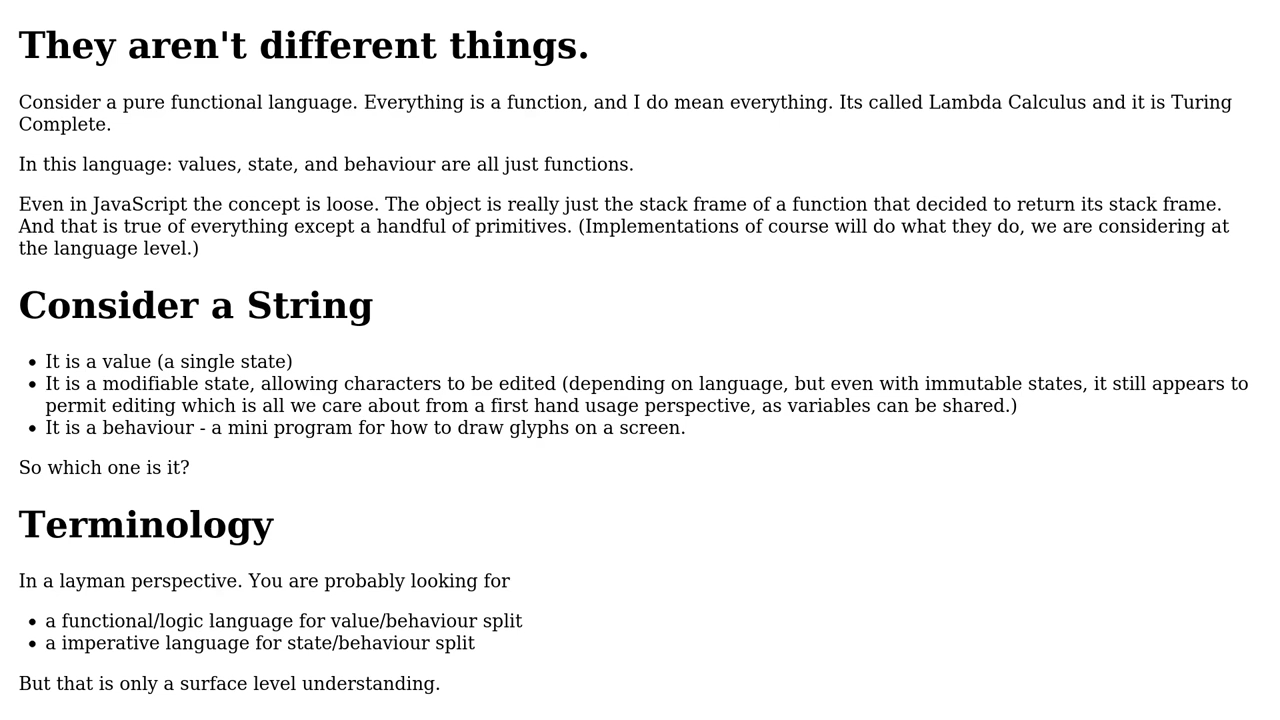 They aren't different things.
Consider a pure functional language. Everything is a function, and I do mean everything. Its called Lambda Calculus and it is Turing
Complete.
In this language: values, state, and behaviour are all just functions.
Even in JavaScript the concept is loose. The object is really just the stack frame of a function that decided to return its stack frame.
And that is true of everything except a handful of primitives. (Implementations of course will do what they do, we are considering at
the language level.)
Consider a String
• It is a value (a single state)
• It is a modifiable state, allowing characters to be edited (depending on language, but even with immutable states, it still appears to
permit editing which is all we care about from a first hand usage perspective, as variables can be shared.)
• It is a behaviour - a mini program for how to draw glyphs on a screen.
So which one is it?
Terminology
In a layman perspective. You are probably looking for
• a functional/logic language for value/behaviour split
• a imperative language for state/behaviour split
But that is only a surface level understanding.